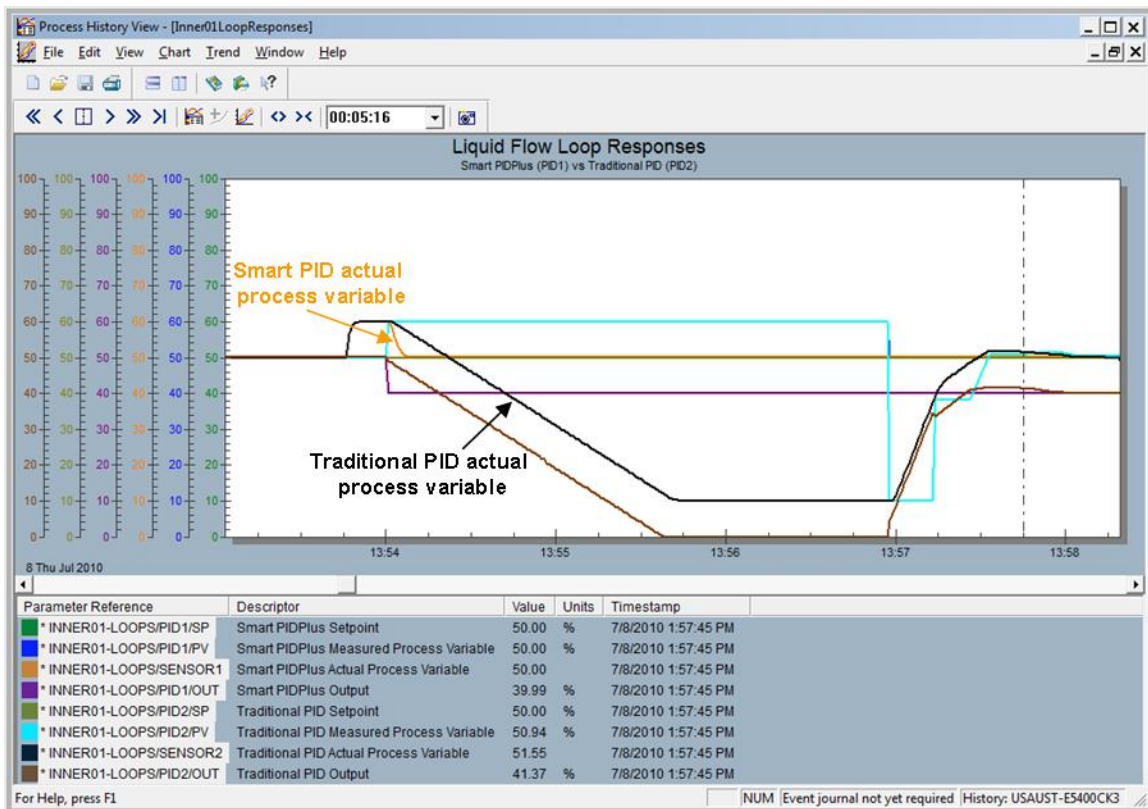 Process History View - [Inner01LoopResponses]
File Edit View Chart Trend Window Help
00:05:16
Liquid Flow Loop Responses
Smart PIDPlus (PID1) vs Traditional PID (PID2)
100 100 100 100 100 100
90 90 90 90 90 90
80 80 80 80 80 80
70 70 70 70 70 70
60 60 60 60 60 60
50 50 50 50 50 50
40 40 40 40 40 40
30 30 30 30 30 30
20 20 20 20 20 20
10 10 10 10 10 10
0 0 0 0 0 0
Smart PID actual
process variable
Traditional PID actual
process variable
13:54 13:55 13:56 13:57 13:58
8 Thu Jul 2010
Parameter Reference Descriptor Value Units Timestamp
* INNER01-LOOPS/PID1/SP Smart PIDPlus Setpoint 50.00 % 7/8/2010 1:57:45 PM
* INNER01-LOOPS/PID1/PV Smart PIDPlus Measured Process Variable 50.00 % 7/8/2010 1:57:45 PM
* INNER01-LOOPS/SENSOR1 Smart PIDPlus Actual Process Variable 50.00 7/8/2010 1:57:45 PM
* INNER01-LOOPS/PID1/OUT Smart PIDPlus Output 39.99 % 7/8/2010 1:57:45 PM
* INNER01-LOOPS/PID2/SP Traditional PID Setpoint 50.00 % 7/8/2010 1:57:45 PM
* INNER01-LOOPS/PID2/PV Traditional PID Measured Process Variable 50.94 % 7/8/2010 1:57:45 PM
* INNER01-LOOPS/SENSOR2 Traditional PID Actual Process Variable 51.55 7/8/2010 1:57:45 PM
* INNER01-LOOPS/PID2/OUT Traditional PID Output 41.37 % 7/8/2010 1:57:45 PM
For Help, press F1 NUM Event journal not yet required History: USAUST-E5400CK3